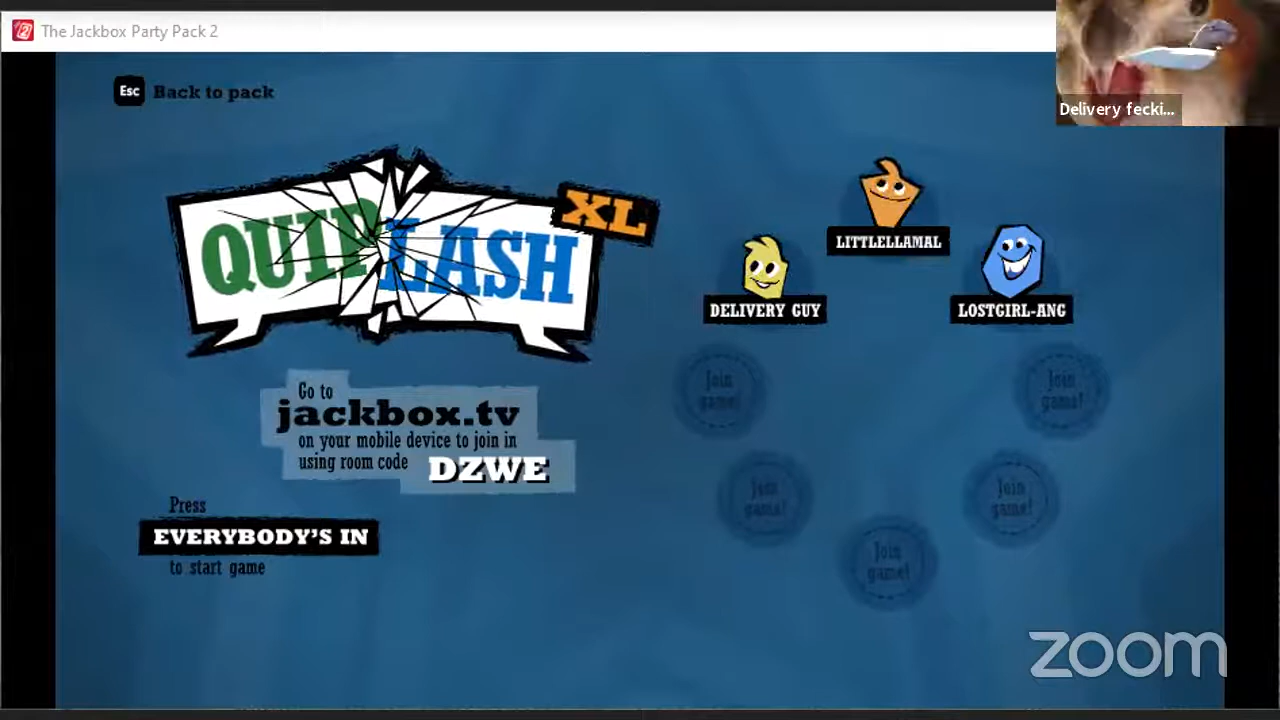 The Jackbox Party Pack 2
Delivery fecki...
Esc Back to pack
QUIPLASH XL
LITTLELLAMAL
DELIVERY GUY
LOSTGIRL-ANG
Go to
jackbox.tv
on your mobile device to join in
using room code DZWE
Press
EVERYBODY'S IN
to start game
Join
game!
Join
game!
Join
game!
Join
game!
Join
game!
zoom